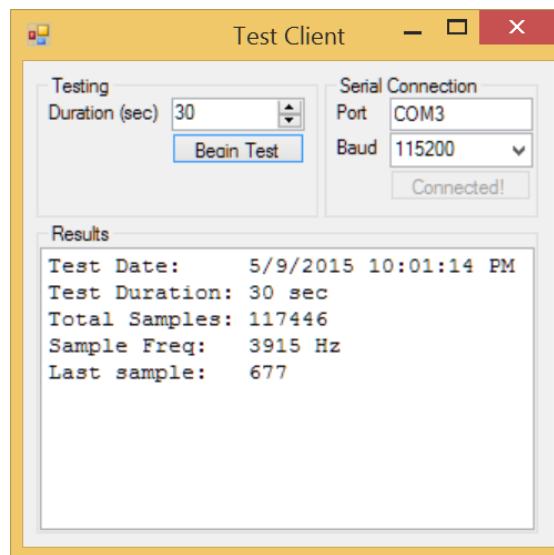 Test Client
Testing
Duration (sec) 30
Begin Test
Serial Connection
Port COM3
Baud 115200
Connected!
Results
Test Date: 5/9/2015 10:01:14 PM
Test Duration: 30 sec
Total Samples: 117446
Sample Freq: 3915 Hz
Last sample: 677